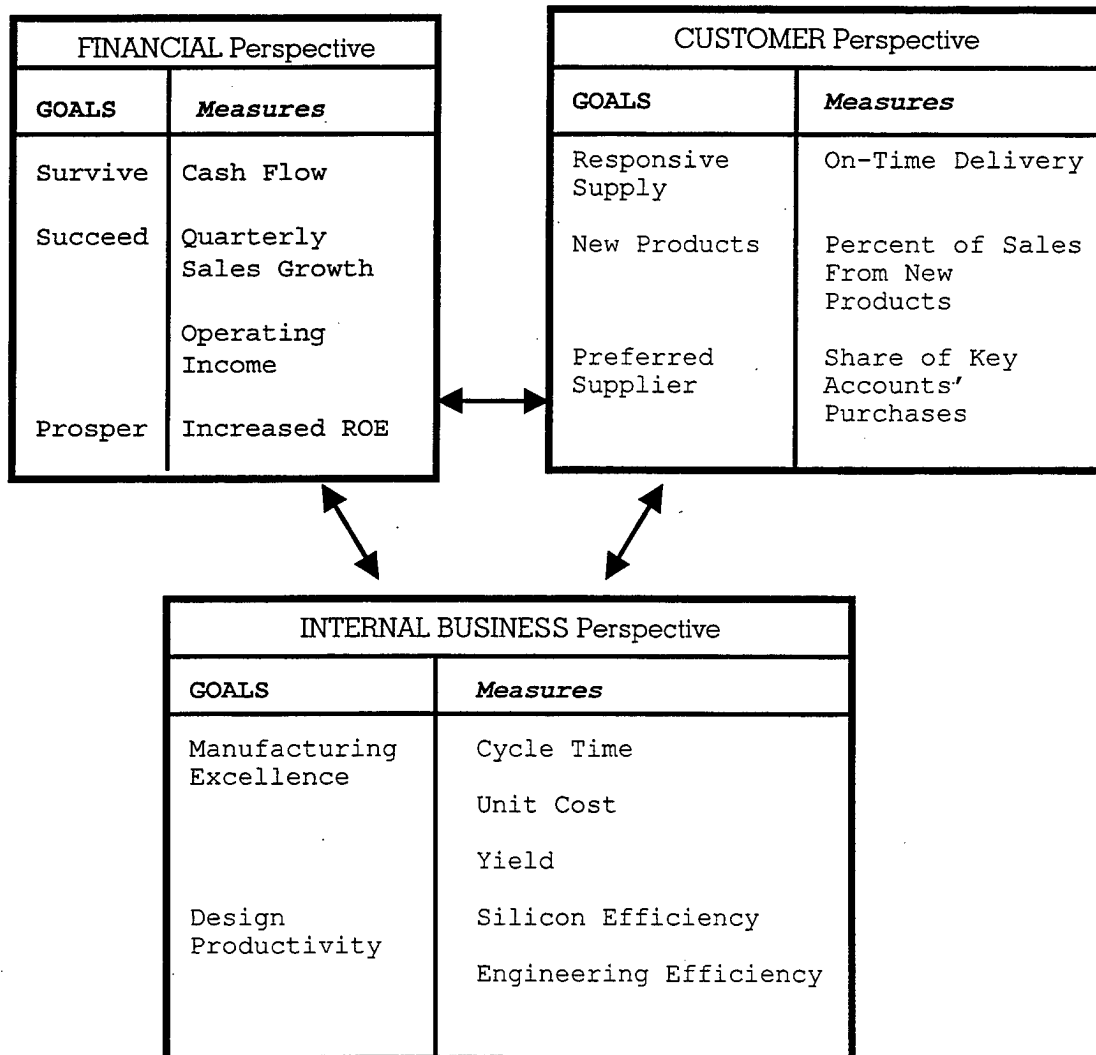 FINANCIAL Perspective
GOALS Measures
Survive Cash Flow
Succeed Quarterly
Sales Growth
Operating
Income
Prosper Increased ROE
CUSTOMER Perspective
GOALS Measures
Responsive On-Time Delivery
Supply
New Products Percent of Sales
From New
Products
Preferred Share of Key
Supplier Accounts'
Purchases
INTERNAL BUSINESS Perspective
GOALS Measures
Manufacturing Cycle Time
Excellence
Unit Cost
Yield
Design Silicon Efficiency
Productivity
Engineering Efficiency